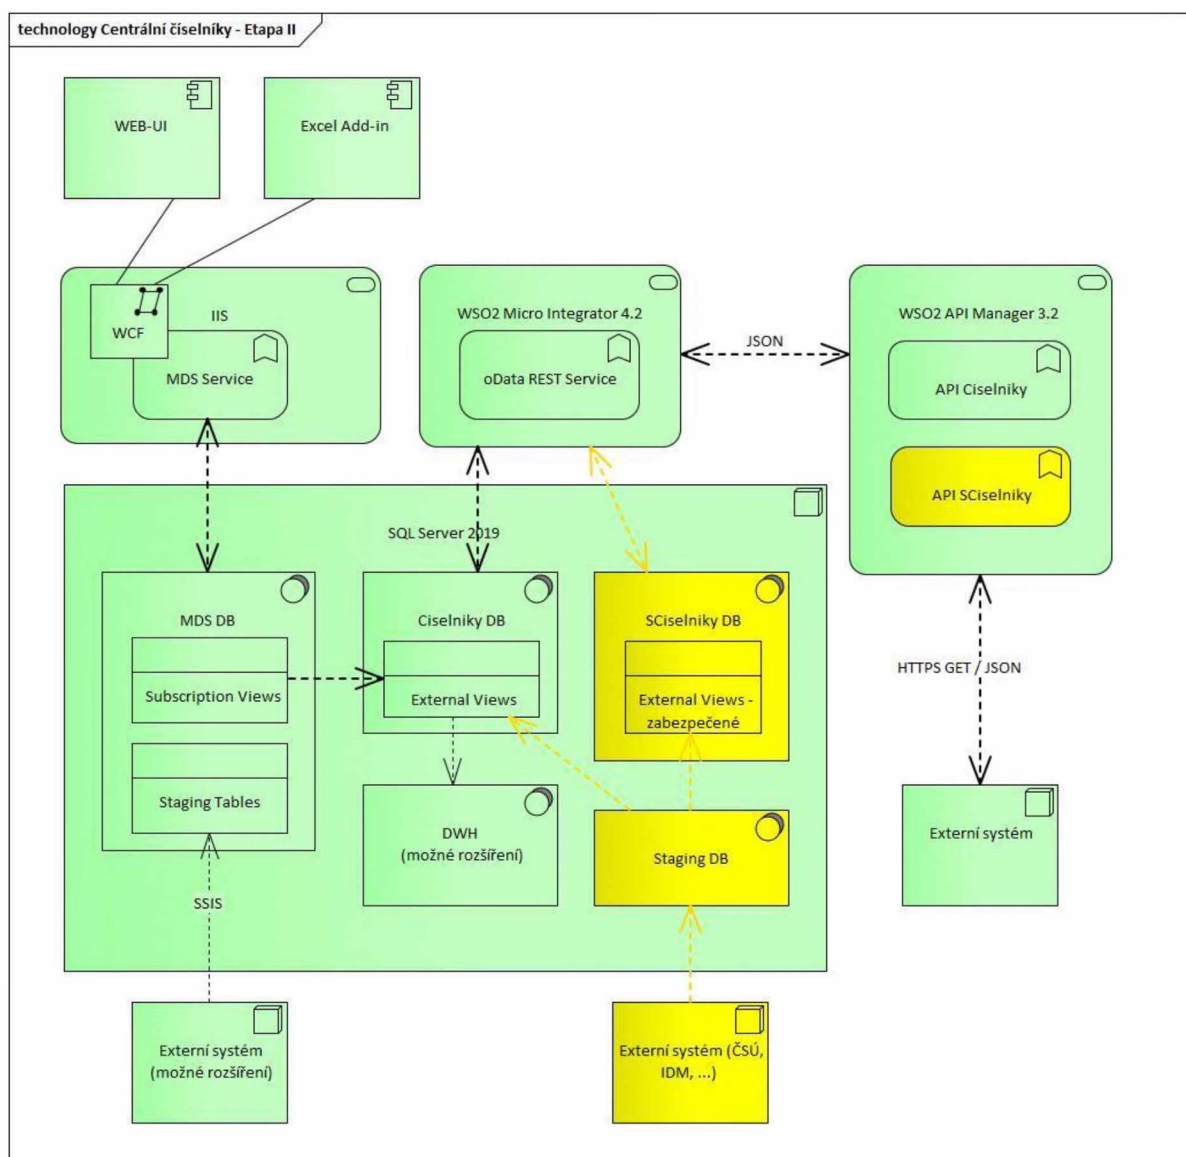 technology Centrální číselníky - Etapa II
WEB-UI
Excel Add-in
IIS
WCF
MDS Service
WSO2 Micro Integrator 4.2
oData REST Service
JSON
WSO2 API Manager 3.2
API Ciselniky
API SCiselniky
SQL Server 2019
MDS DB
Subscription Views
Staging Tables
Ciselniky DB
External Views
SCiselniky DB
External Views -
zabezpečené
HTTPS GET / JSON
DWH
(možné rozšíření)
Staging DB
Externí systém
SSIS
Externí systém
(možné rozšíření)
Externí systém (ČSÚ,
IDM, ...)